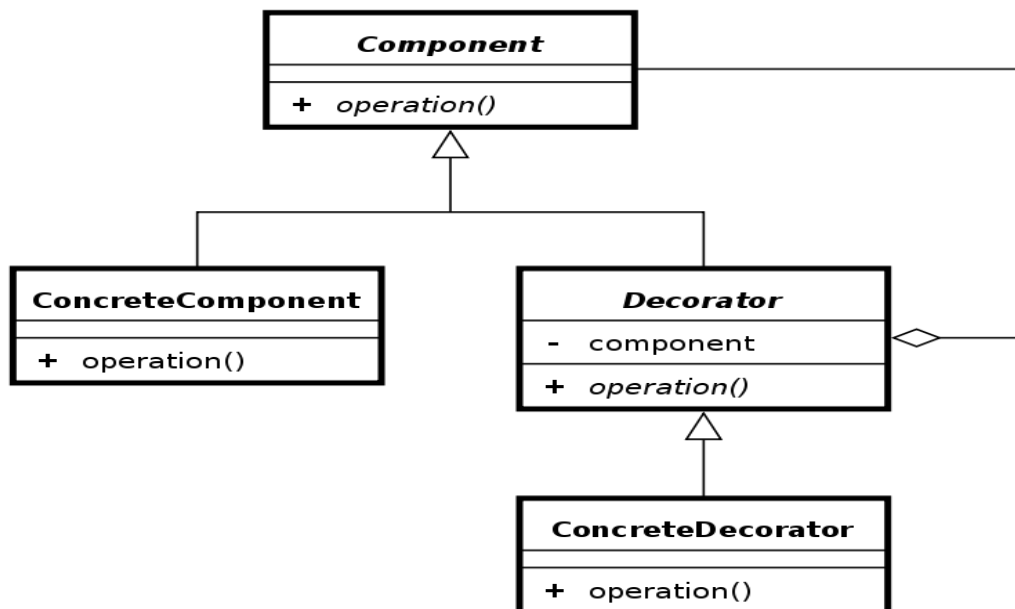 Component
+ operation()
ConcreteComponent
+ operation()
Decorator
- component
+ operation()
ConcreteDecorator
+ operation()